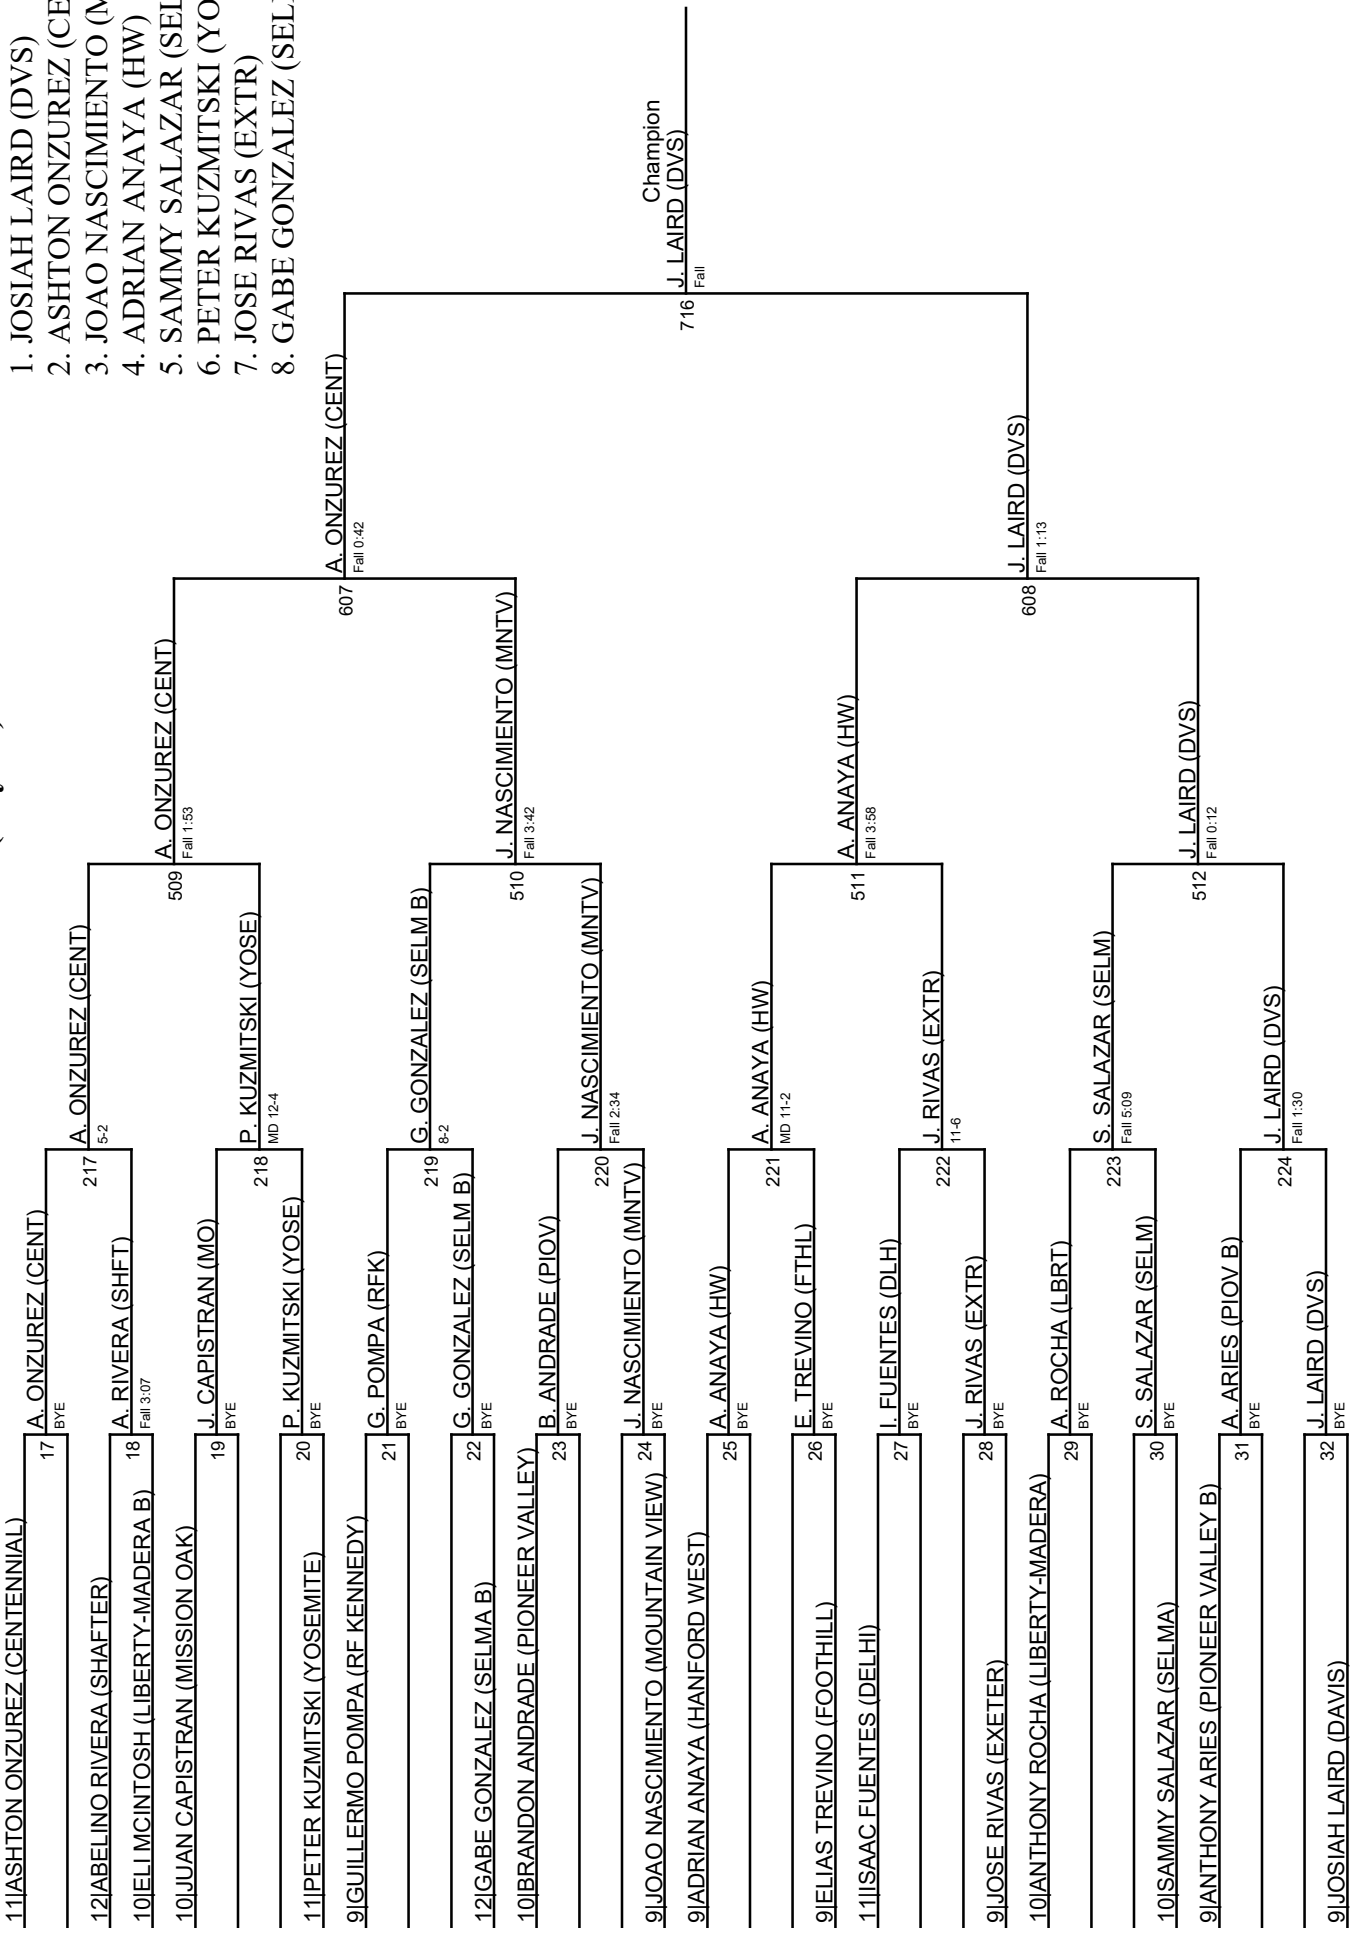 1. JOSIAH LAIRD (DVS)
2. ASHTON ONZUREZ (CE
3. JOAO NASCIMIENTO (M
4. ADRIAN ANAYA (HW)
5. SAMMY SALAZAR (SEL
6. PETER KUZMITSKI (YO
7. JOSE RIVAS (EXTR)
8. GABE GONZALEZ (SEL
11|ASHTON ONZUREZ (CENTENNIAL)
12|ABELINO RIVERA (SHAFTER)
10|ELI MCINTOSH (LIBERTY-MADERA B)
10|JUAN CAPISTRAN (MISSION OAK)
11|PETER KUZMITSKI (YOSEMITE)
9|GUILLERMO POMPA (RF KENNEDY)
12|GABE GONZALEZ (SELMA B)
10|BRANDON ANDRADE (PIONEER VALLEY)
9|JOAO NASCIMIENTO (MOUNTAIN VIEW)
9|ADRIAN ANAYA (HANFORD WEST)
9|ELIAS TREVINO (FOOTHILL)
11|ISAAC FUENTES (DELHI)
9|JOSE RIVAS (EXETER)
10|ANTHONY ROCHA (LIBERTY-MADERA)
10|SAMMY SALAZAR (SELMA)
9|ANTHONY ARIES (PIONEER VALLEY B)
9|JOSIAH LAIRD (DAVIS)
17 A. ONZUREZ (CENT)
BYE
18 A. RIVERA (SHFT)
Fall 3:07
19 J. CAPISTRAN (MO)
BYE
20 P. KUZMITSKI (YOSE)
BYE
21 G. POMPA (RFK)
BYE
22 G. GONZALEZ (SELM B)
BYE
23 B. ANDRADE (PIOV)
BYE
24 J. NASCIMIENTO (MNTV)
BYE
25 A. ANAYA (HW)
BYE
26 E. TREVINO (FTHL)
BYE
27 I. FUENTES (DLH)
BYE
28 J. RIVAS (EXTR)
BYE
29 A. ROCHA (LBRT)
BYE
30 S. SALAZAR (SELM)
BYE
31 A. ARIES (PIOV B)
BYE
32 J. LAIRD (DVS)
BYE
217 A. ONZUREZ (CENT)
5-2
218 P. KUZMITSKI (YOSE)
MD 12-4
219 G. GONZALEZ (SELM B)
8-2
220 J. NASCIMIENTO (MNTV)
Fall 2:34
221 A. ANAYA (HW)
MD 11-2
222 J. RIVAS (EXTR)
11-6
223 S. SALAZAR (SELM)
Fall 5:09
224 J. LAIRD (DVS)
Fall 1:30
509 A. ONZUREZ (CENT)
Fall 1:53
510 J. NASCIMIENTO (MNTV)
Fall 3:42
511 A. ANAYA (HW)
Fall 3:58
512 J. LAIRD (DVS)
Fall 0:12
607 A. ONZUREZ (CENT)
Fall 0:42
608 J. LAIRD (DVS)
Fall 1:13
Champion
716 J. LAIRD (DVS)
Fall